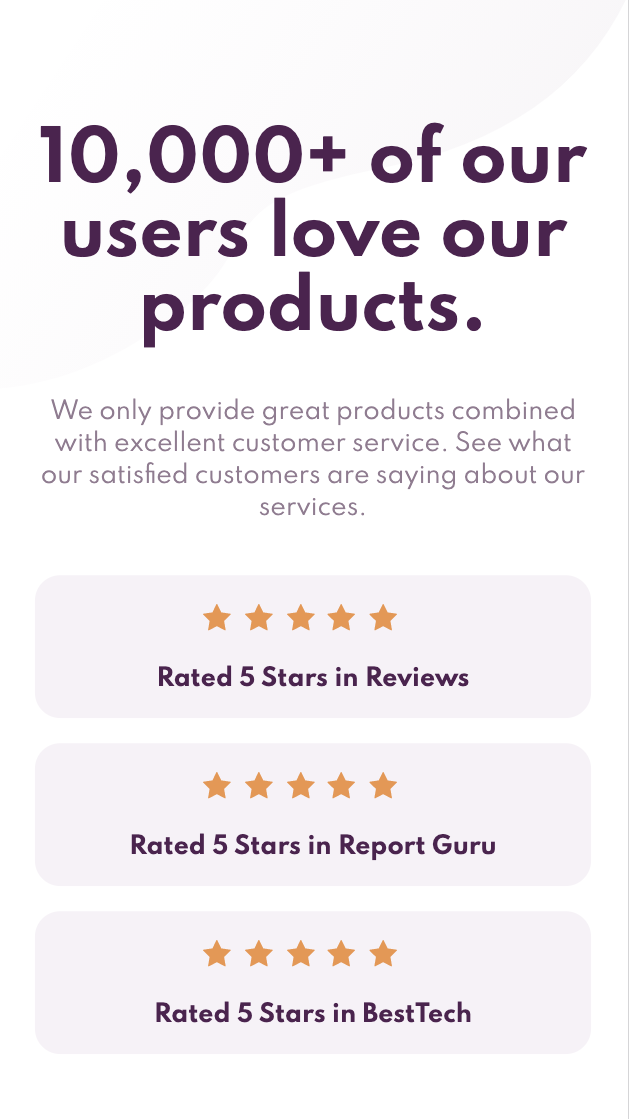 10,000+ of our
users love our
products.
We only provide great products combined
with excellent customer service. See what
our satisfied customers are saying about our
services.
Rated 5 Stars in Reviews
Rated 5 Stars in Report Guru
Rated 5 Stars in BestTech